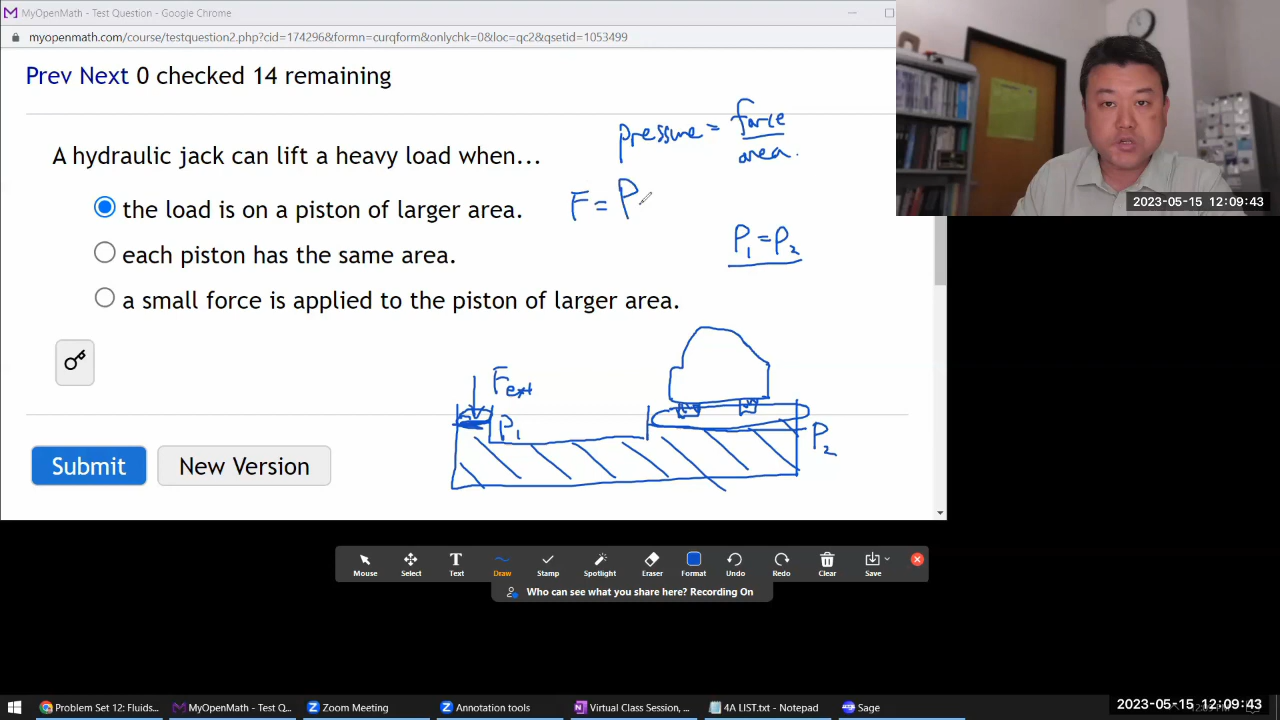 MyOpenMath - Test Question - Google Chrome
myopenmath.com/course/testquestion2.php?cid=174296&formn=curqform&onlychk=0&loc=qc2&qsetid=1053499
Prev Next 0 checked 14 remaining
pressure = force
area.
A hydraulic jack can lift a heavy load when...
the load is on a piston of larger area.
F = P
P1 = P2
each piston has the same area.
a small force is applied to the piston of larger area.
Fext
P1
P2
Submit
New Version
2023-05-15 12:09:43
Mouse
Select
Text
Draw
Stamp
Spotlight
Eraser
Format
Undo
Redo
Clear
Save
Who can see what you share here? Recording On
Problem Set 12: Fluids...
MyOpenMath - Test Q...
Zoom Meeting
Annotation tools
Virtual Class Session, ...
4A LIST.txt - Notepad
Sage
2023-05-15 12:09:43